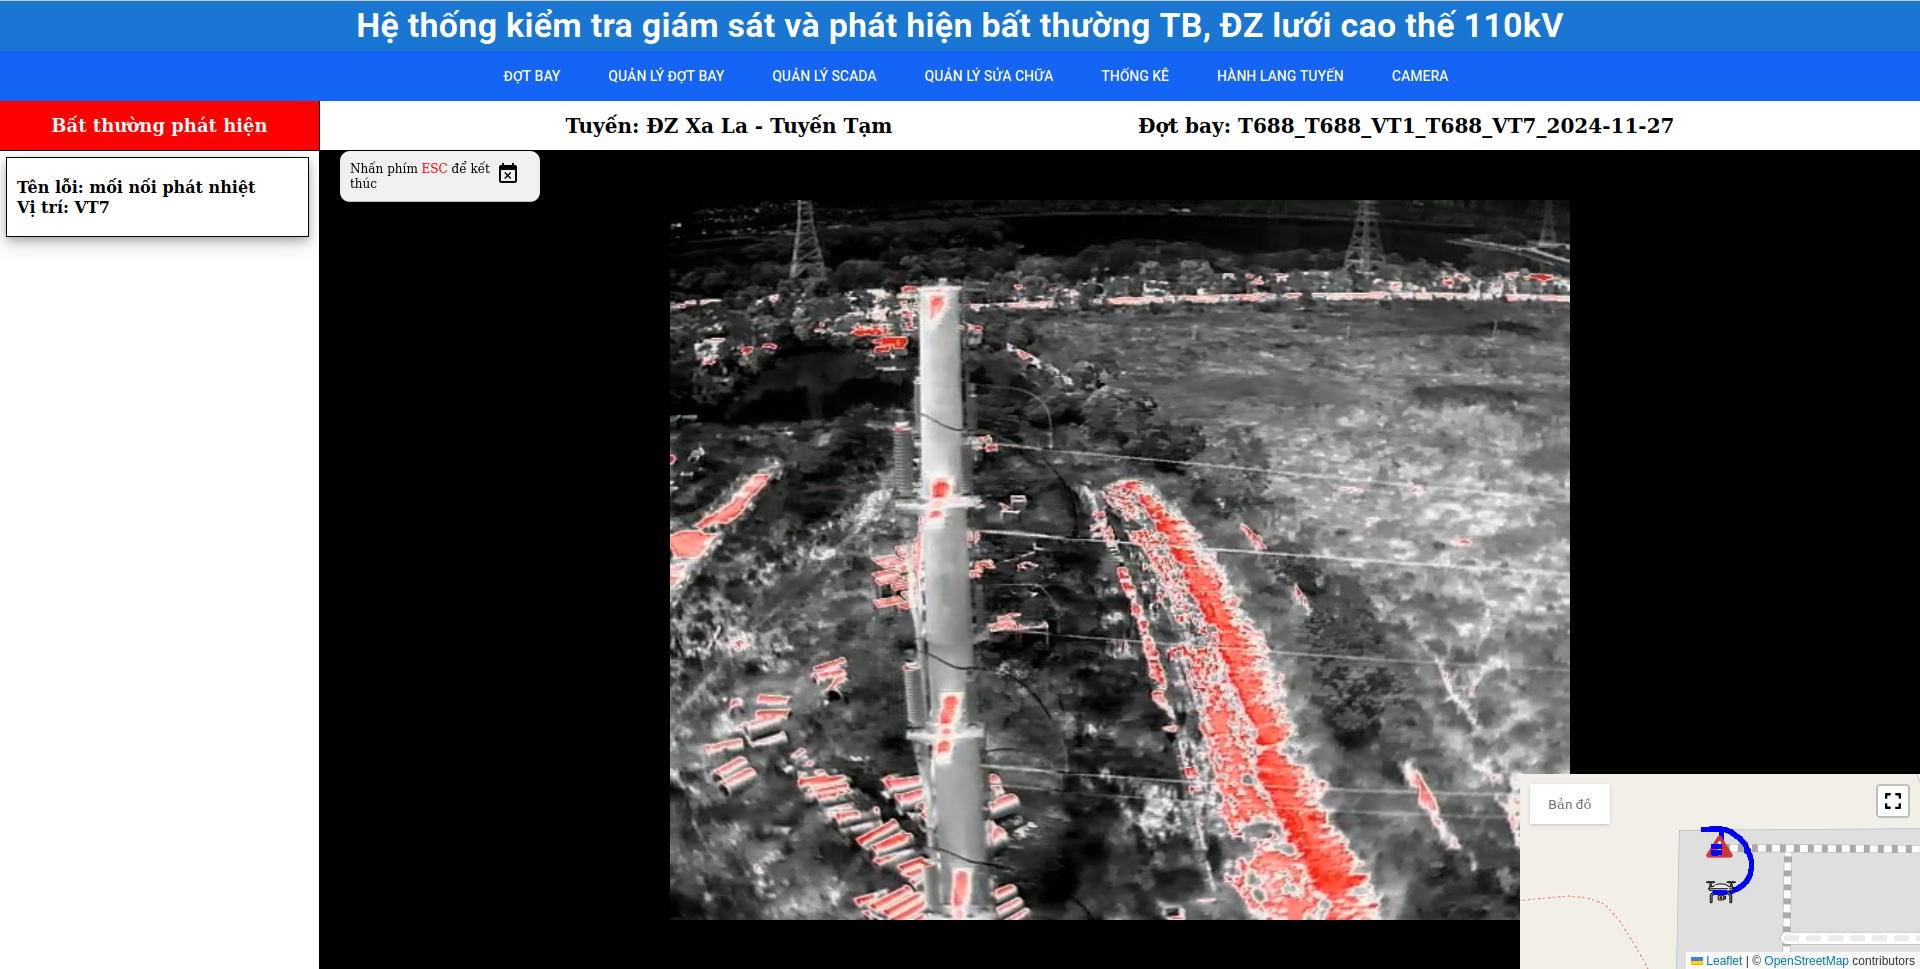 Hệ thống kiểm tra giám sát và phát hiện bất thường TB, ĐZ lưới cao thế 110kV
ĐỢT BAY
QUẢN LÝ ĐỢT BAY
QUẢN LÝ SCADA
QUẢN LÝ SỬA CHỮA
THỐNG KÊ
HÀNH LANG TUYẾN
CAMERA
Bất thường phát hiện
Tuyến: ĐZ Xa La - Tuyến Tạm
Đợt bay: T688_T688_VT1_T688_VT7_2024-11-27
Tên lỗi: mối nối phát nhiệt
Vị trí: VT7
Nhấn phím ESC để kết
thúc
Bản đồ
Leaflet | © OpenStreetMap contributors